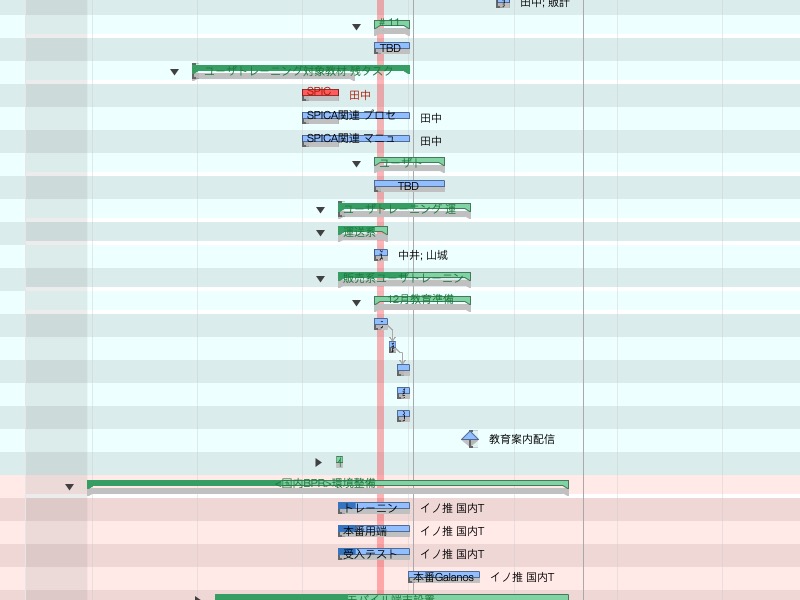 田中; 販計
# 11
TBD
ユーザトレーニング対象教材 残タスク
SPIC
田中
SPICA関連 プロセ
田中
SPICA関連 マニュ
田中
ユーザト
TBD
ユーザトレーニング 運
運送系
中井; 山城
販売系ユーザトレーニン
12月教育準備
教育案内配信
<国内BPR>環境整備
トレーニン
イノ推 国内T
本番用端
イノ推 国内T
受入テスト
イノ推 国内T
本番Galanos
イノ推 国内T